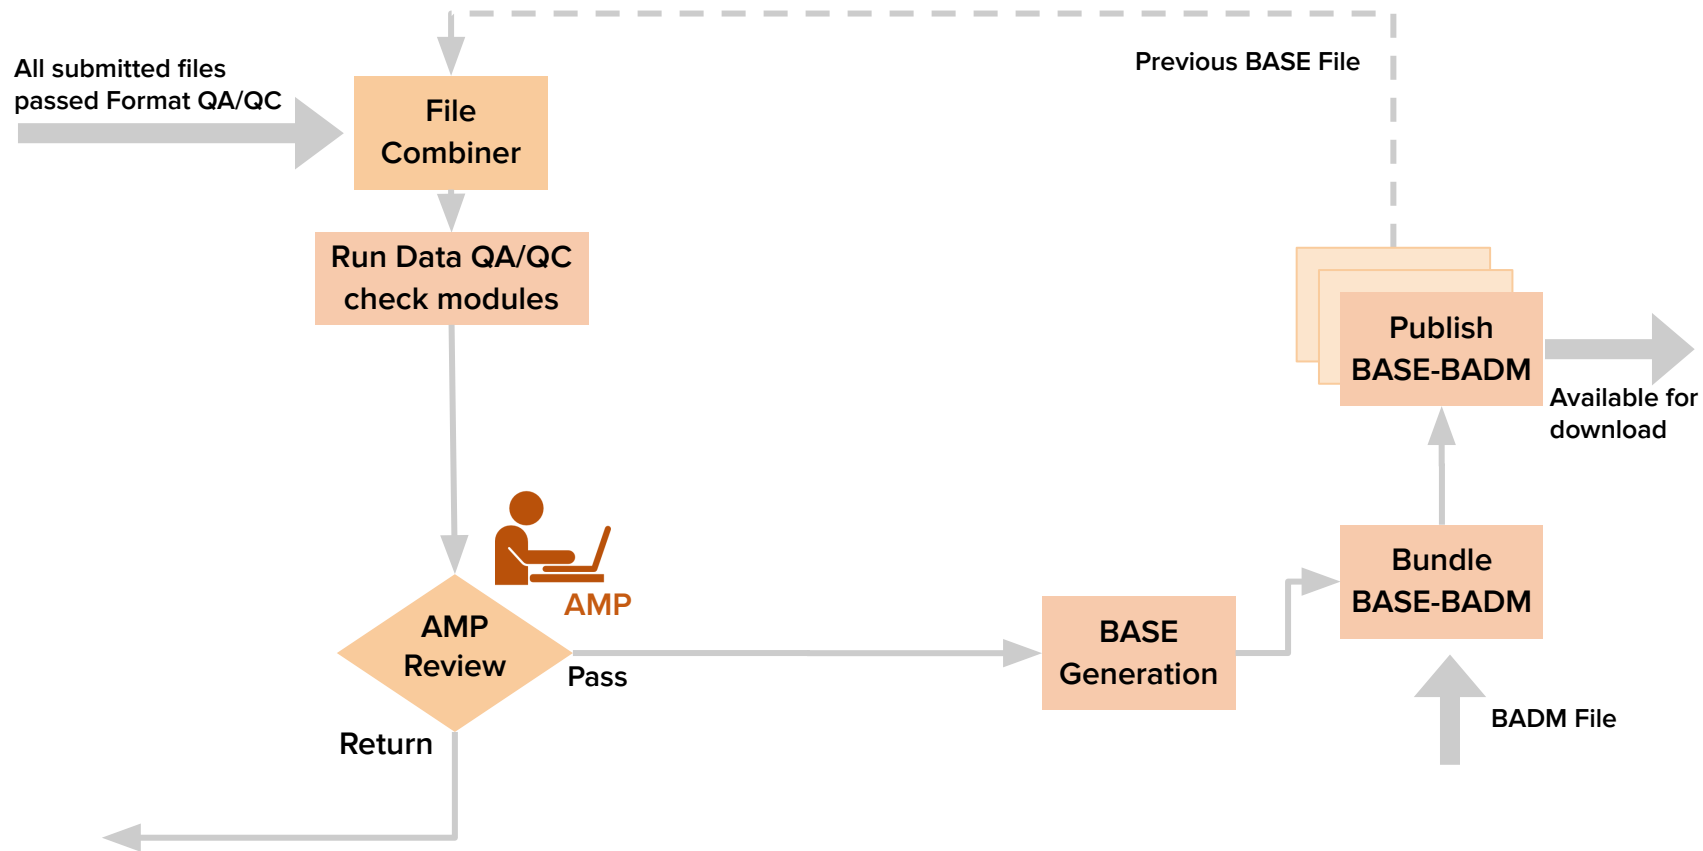 Previous BASE File
All submitted files
passed Format QA/QC
File
Combiner
Run Data QA/QC
check modules
Publish
BASE-BADM
Available for
download
Bundle
BASE-BADM
AMP
AMP
Review
Pass
BASE
Generation
Return
BADM File